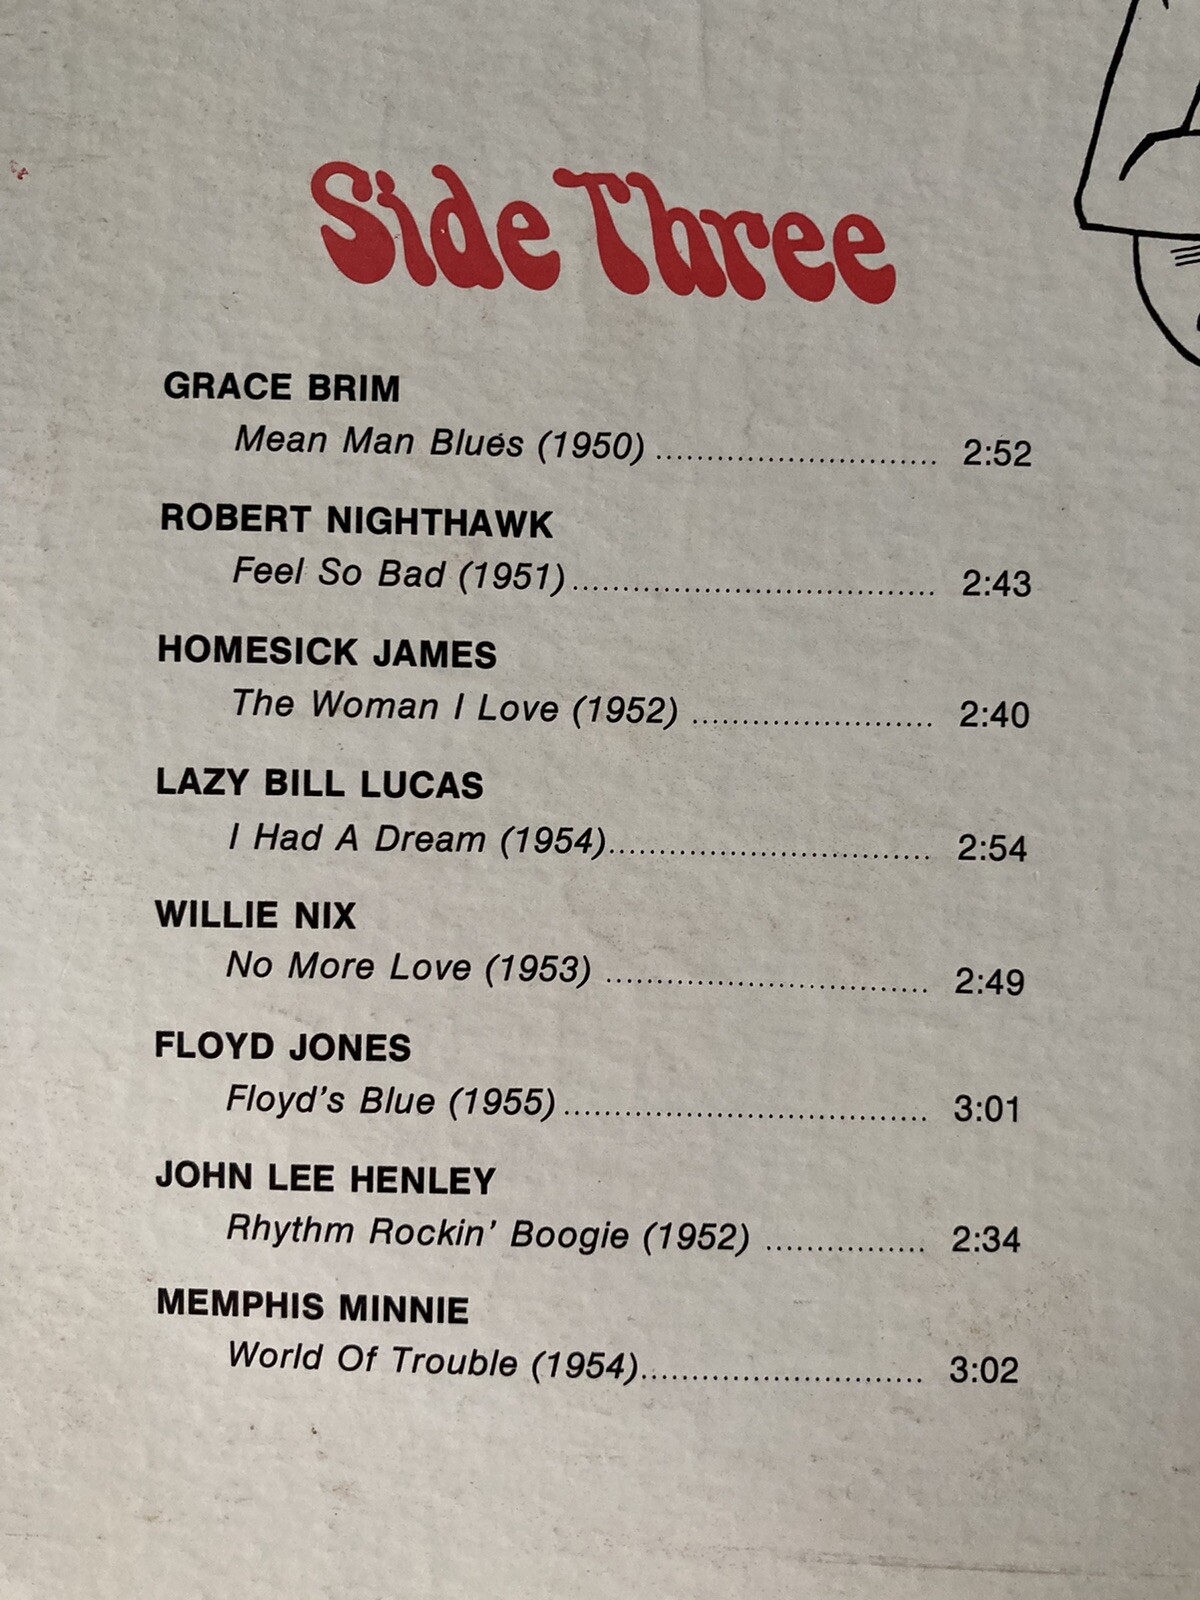 Side Three
GRACE BRIM
Mean Man Blues (1950) ............................ 2:52
ROBERT NIGHTHAWK
Feel So Bad (1951).................................... 2:43
HOMESICK JAMES
The Woman I Love (1952) ........................ 2:40
LAZY BILL LUCAS
I Had A Dream (1954)................................ 2:54
WILLIE NIX
No More Love (1953) ................................ 2:49
FLOYD JONES
Floyd's Blue (1955).................................... 3:01
JOHN LEE HENLEY
Rhythm Rockin' Boogie (1952) ................ 2:34
MEMPHIS MINNIE
World Of Trouble (1954)............................ 3:02